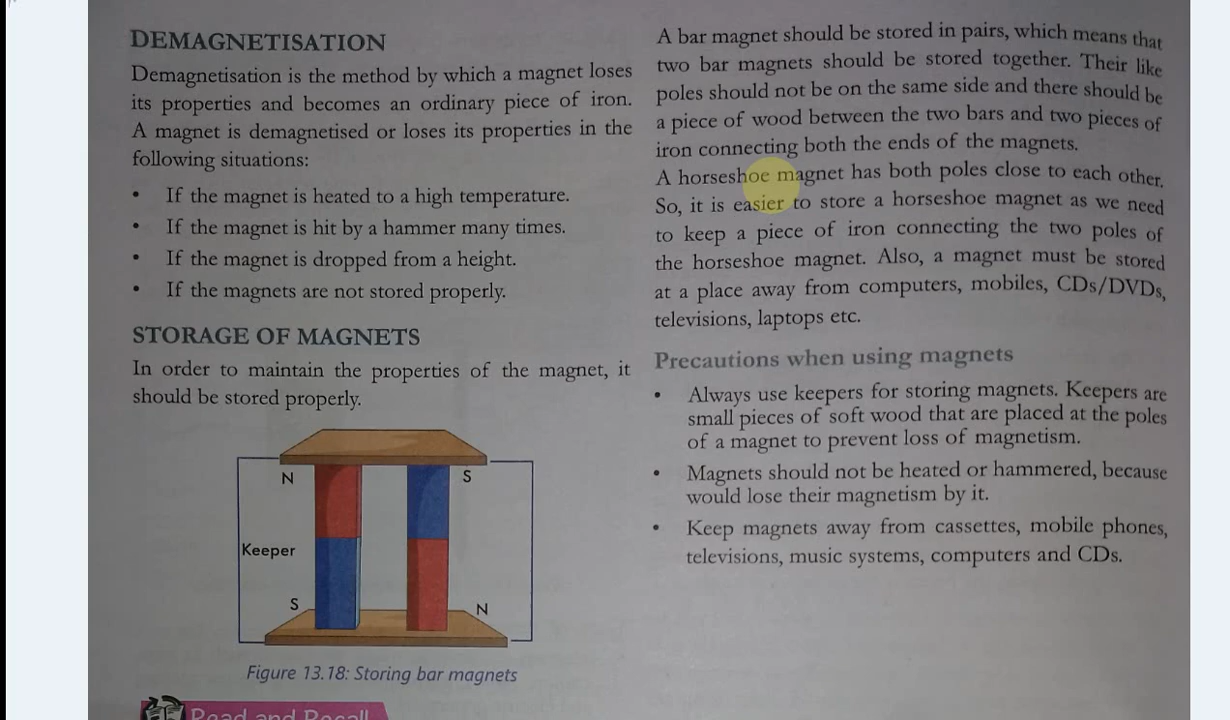 DEMAGNETISATION
Demagnetisation is the method by which a magnet loses
its properties and becomes an ordinary piece of iron.
A magnet is demagnetised or loses its properties in the
following situations:
• If the magnet is heated to a high temperature.
• If the magnet is hit by a hammer many times.
• If the magnet is dropped from a height.
• If the magnets are not stored properly.
STORAGE OF MAGNETS
In order to maintain the properties of the magnet, it
should be stored properly.
N
S
Keeper
S
N
Figure 13.18: Storing bar magnets
Read and Recall
A bar magnet should be stored in pairs, which means that
two bar magnets should be stored together. Their like
poles should not be on the same side and there should be
a piece of wood between the two bars and two pieces of
iron connecting both the ends of the magnets.
A horseshoe magnet has both poles close to each other.
So, it is easier to store a horseshoe magnet as we need
to keep a piece of iron connecting the two poles of
the horseshoe magnet. Also, a magnet must be stored
at a place away from computers, mobiles, CDs/DVDs,
televisions, laptops etc.
Precautions when using magnets
• Always use keepers for storing magnets. Keepers are
small pieces of soft wood that are placed at the poles
of a magnet to prevent loss of magnetism.
• Magnets should not be heated or hammered, because
would lose their magnetism by it.
• Keep magnets away from cassettes, mobile phones,
televisions, music systems, computers and CDs.